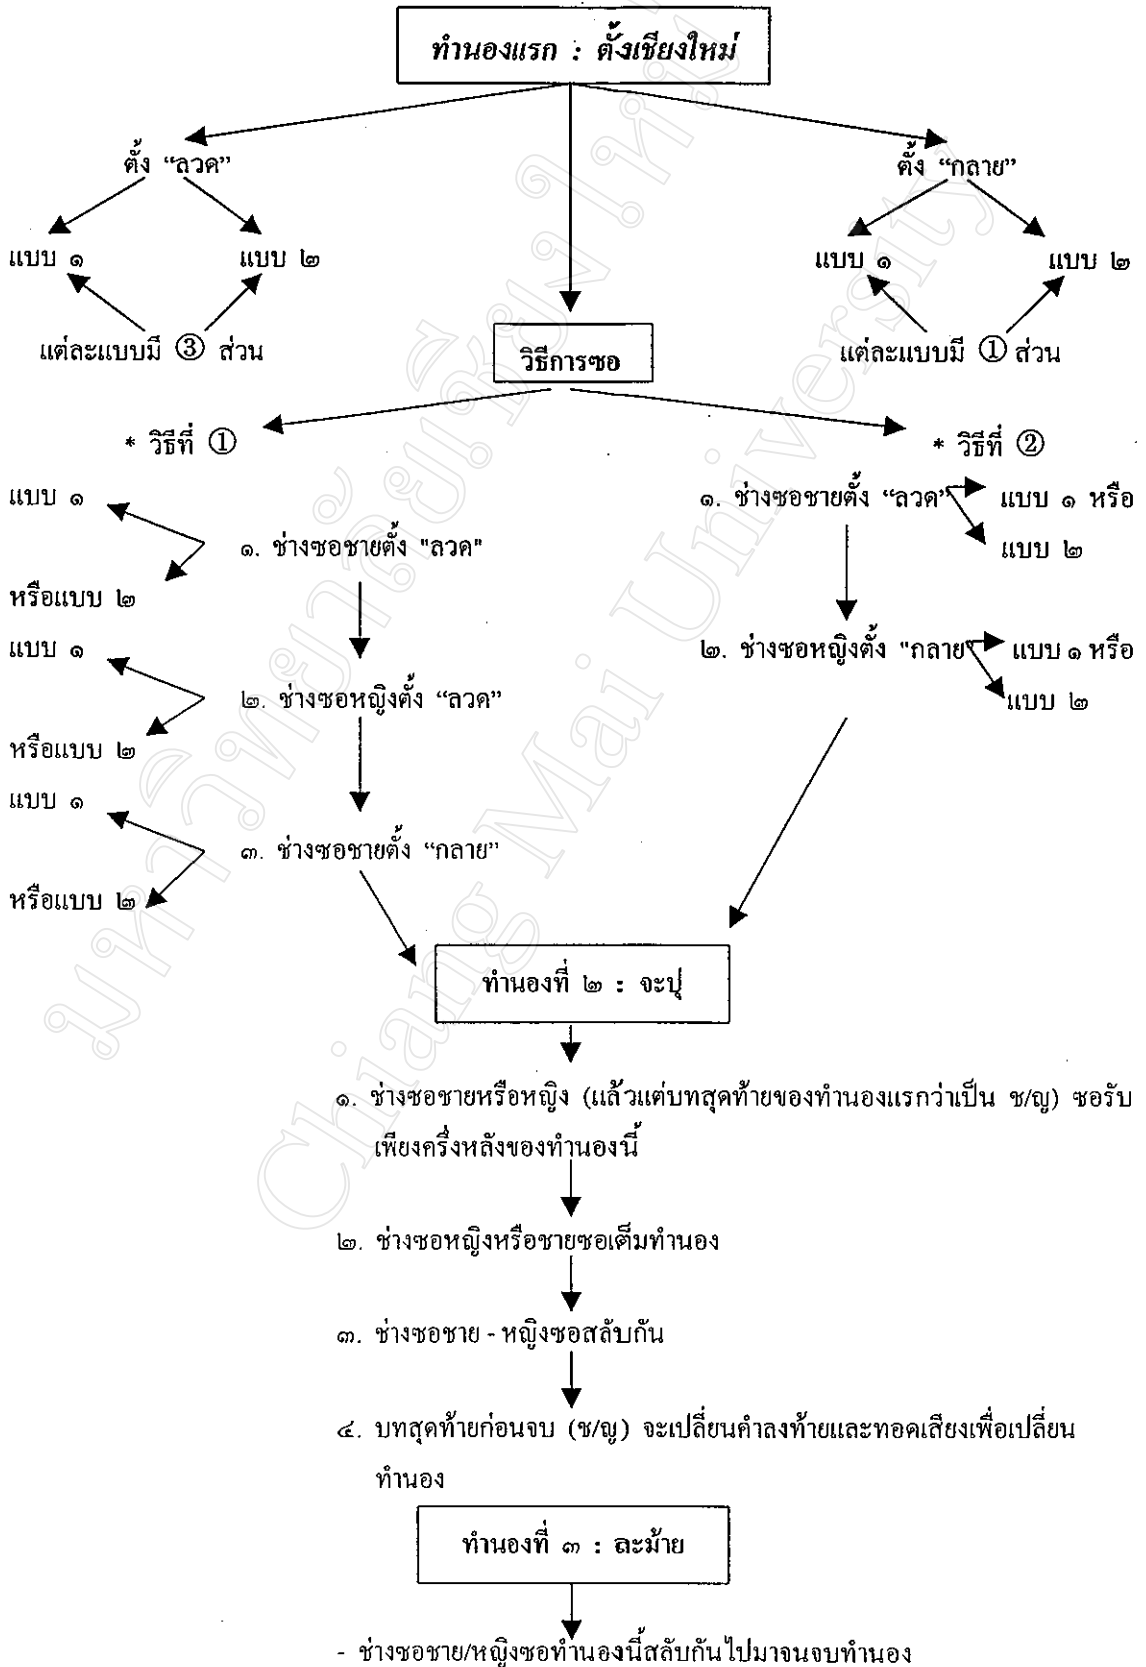 ทำนองแรก : ตั้งเชียงใหม่
ตั้ง “ลวด”
ตั้ง “กลาย”
แบบ ๑
แบบ ๒
แบบ ๑
แบบ ๒
แต่ละแบบมี ③ ส่วน
แต่ละแบบมี ① ส่วน
วิธีการซอ
* วิธีที่ ①
* วิธีที่ ②
แบบ ๑
๑. ช่างซอชายตั้ง "ลวด"
หรือแบบ ๒
แบบ ๑
๒. ช่างซอหญิงตั้ง “ลวด”
หรือแบบ ๒
แบบ ๑
๓. ช่างซอชายตั้ง “กลาย”
หรือแบบ ๒
๑. ช่างซอชายตั้ง “ลวด” แบบ ๑ หรือ
แบบ ๒
๒. ช่างซอหญิงตั้ง "กลาย" แบบ ๑ หรือ
แบบ ๒
ทำนองที่ ๒ : จะปุ
๑. ช่างซอชายหรือหญิง (แล้วแต่บทสุดท้ายของทำนองแรกว่าเป็น ช/ญ) ซอรับ
เพียงครึ่งหลังของทำนองนี้
๒. ช่างซอหญิงหรือชายซอเต็มทำนอง
๓. ช่างซอชาย - หญิงซอสลับกัน
๔. บทสุดท้ายก่อนจบ (ช/ญ) จะเปลี่ยนคำลงท้ายและทอดเสียงเพื่อเปลี่ยน
ทำนอง
ทำนองที่ ๓ : ละม้าย
- ช่างซอชาย/หญิงซอทำนองนี้สลับกันไปมาจนจบทำนอง
มหาวิทยาลัยเชียงใหม่
Chiang Mai University